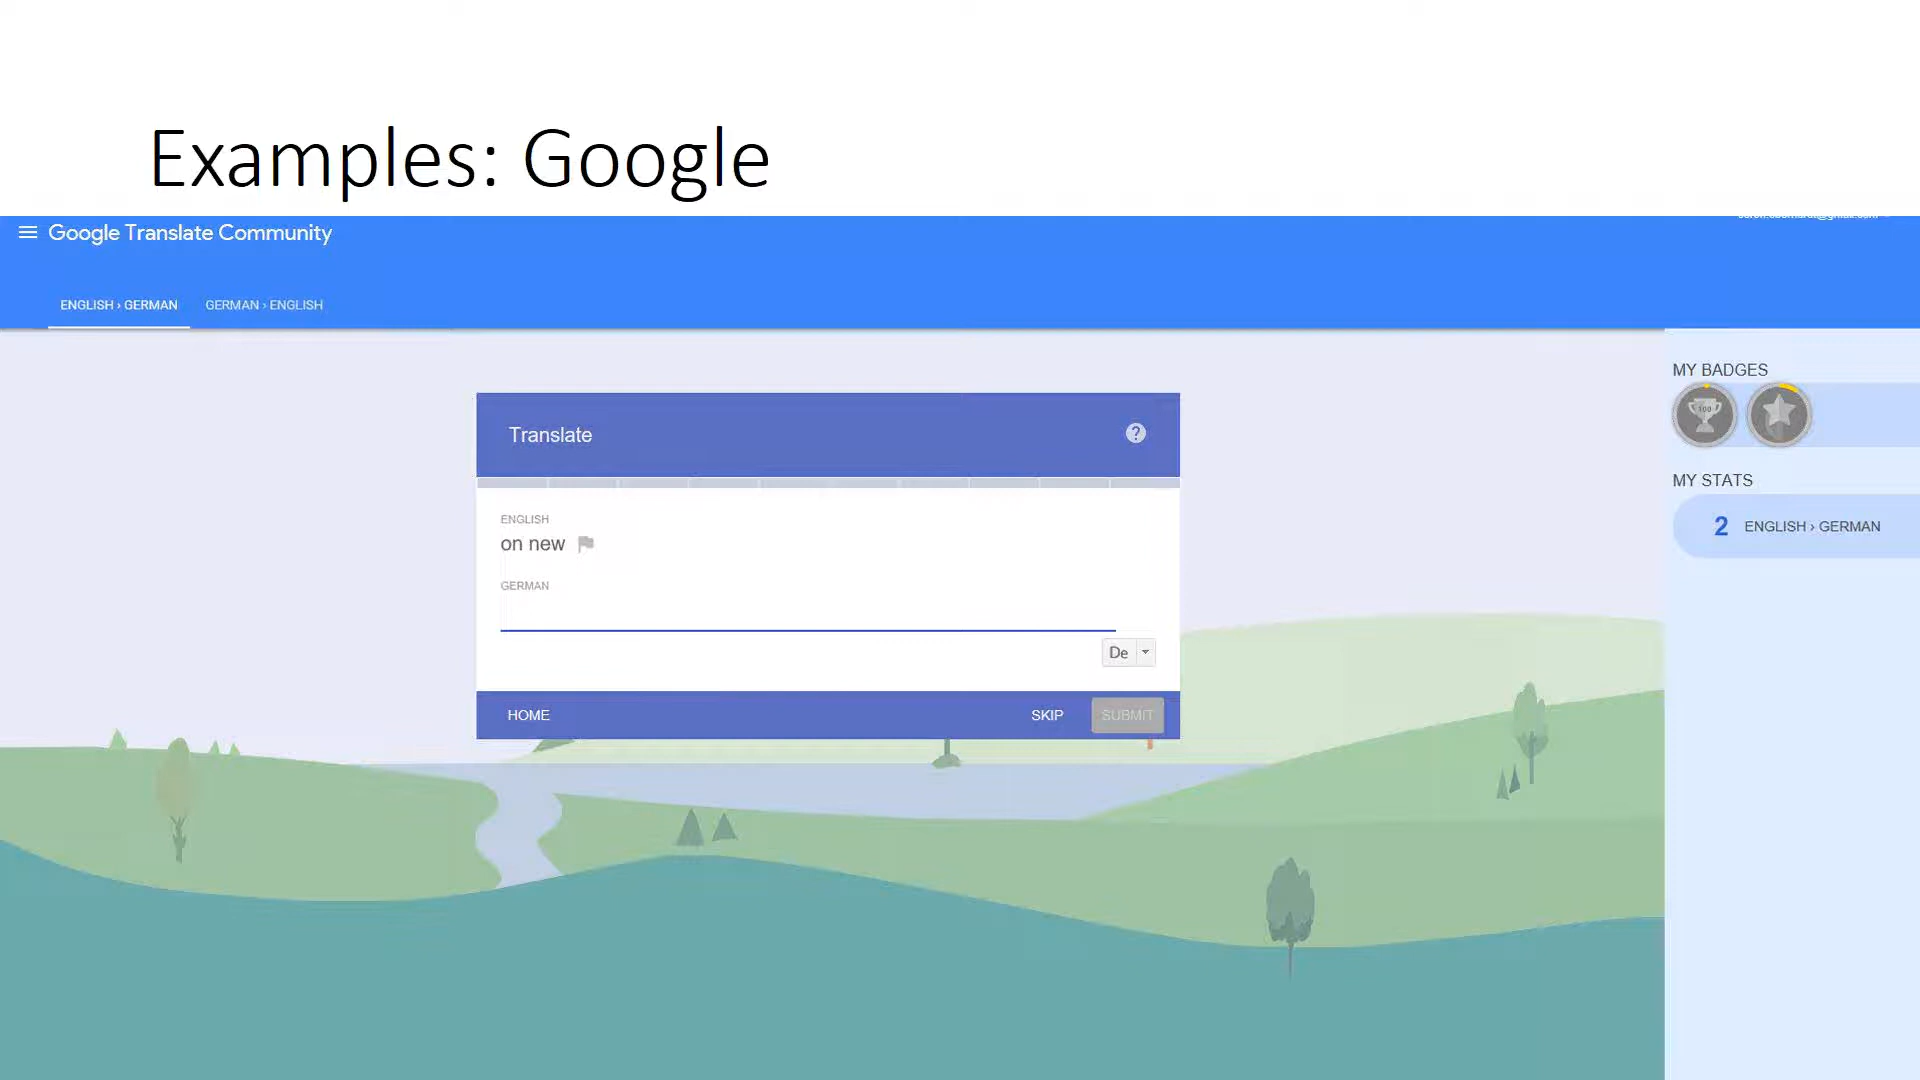 Examples: Google
Google Translate Community
ENGLISH › GERMAN GERMAN › ENGLISH
MY BADGES
100
Translate
?
MY STATS
2 ENGLISH › GERMAN
ENGLISH
on new
GERMAN
De
HOME SKIP SUBMIT